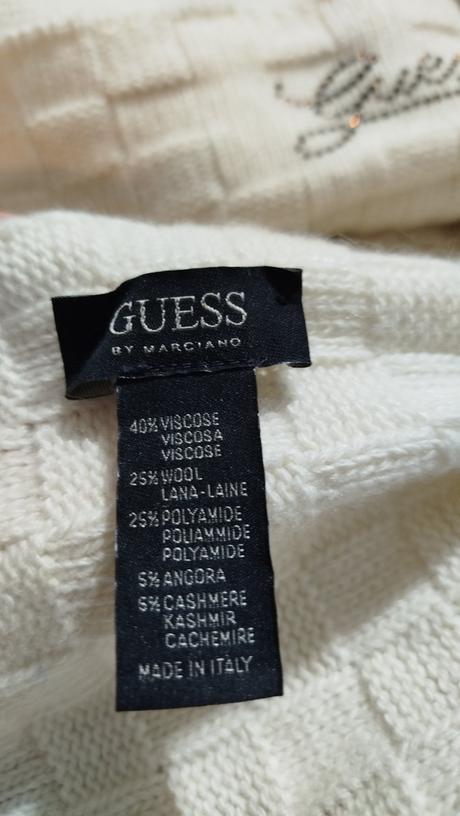 GUESS
BY MARCIANO
40% VISCOSE
VISCOSA
VISCOSE
25% WOOL
LANA-LAINE
25% POLYAMIDE
POLIAMMIDE
POLYAMIDE
5% ANGORA
5% CASHMERE
KASHMIR
CACHEMIRE
MADE IN ITALY